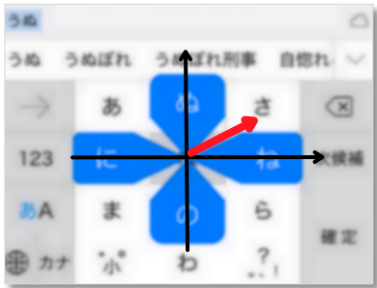 うぬ
うぬ うぬぼれ うぬぼれ刑事 自惚れ
あ ぬ さ
123 に ね 次候補
あA ま の ら
確定
カナ 小 わ ?!